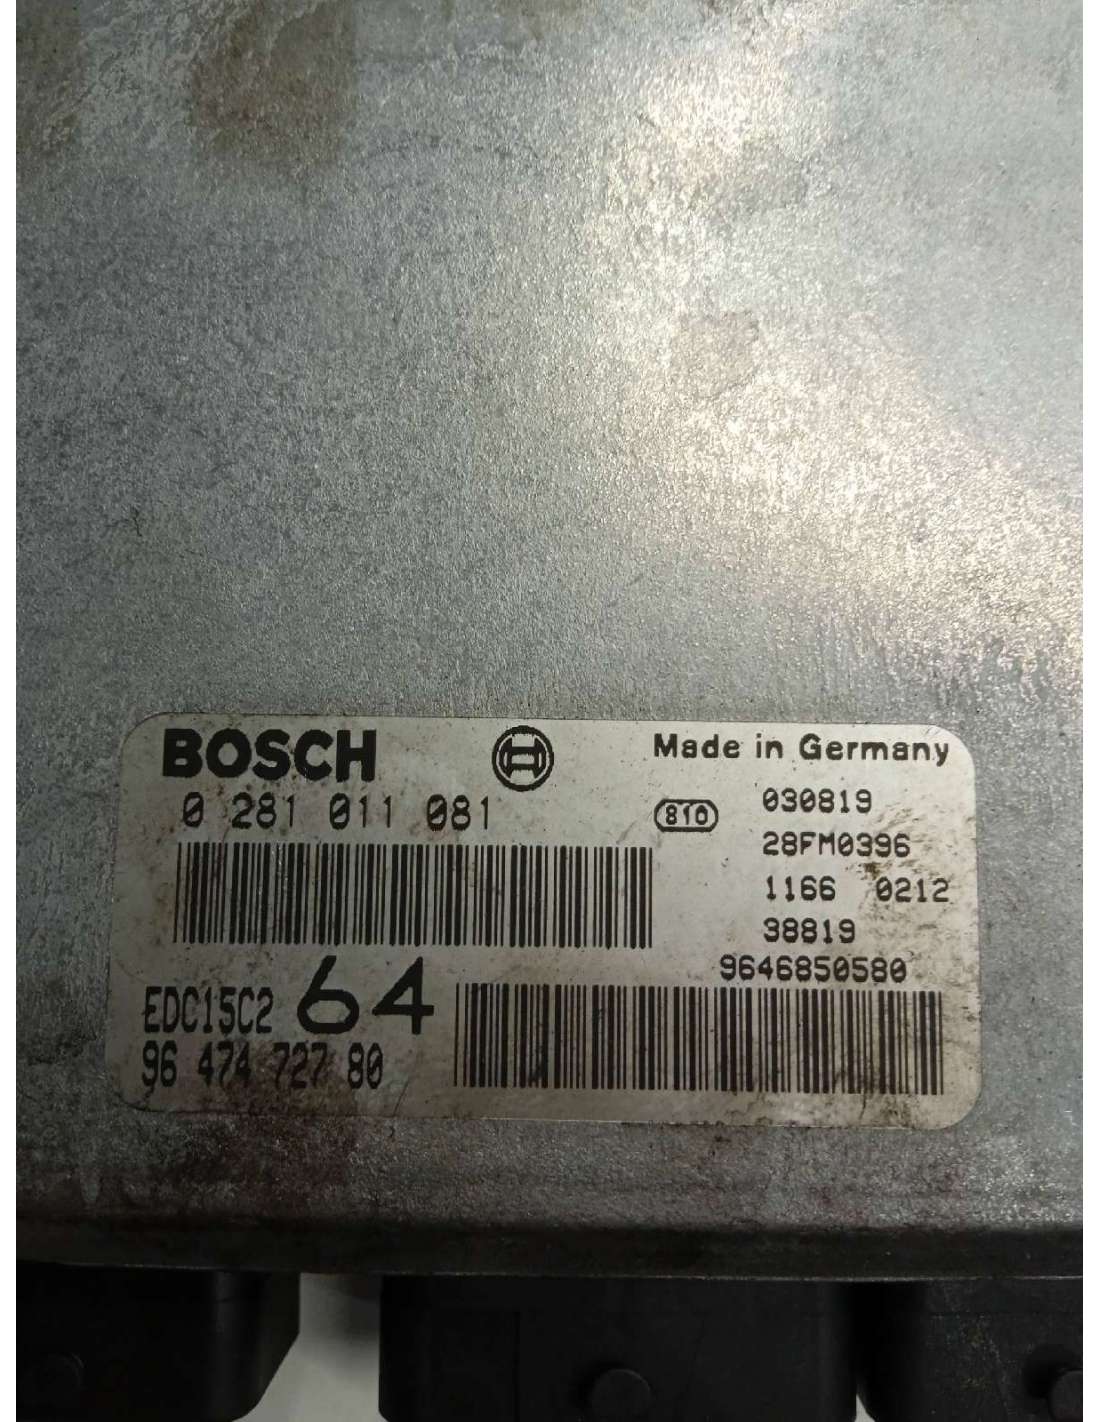 BOSCH
Made in Germany
0 281 011 081
810
030819
28FM0396
1166 0212
38819
9646850580
EDC15C2 64
96 474 727 80